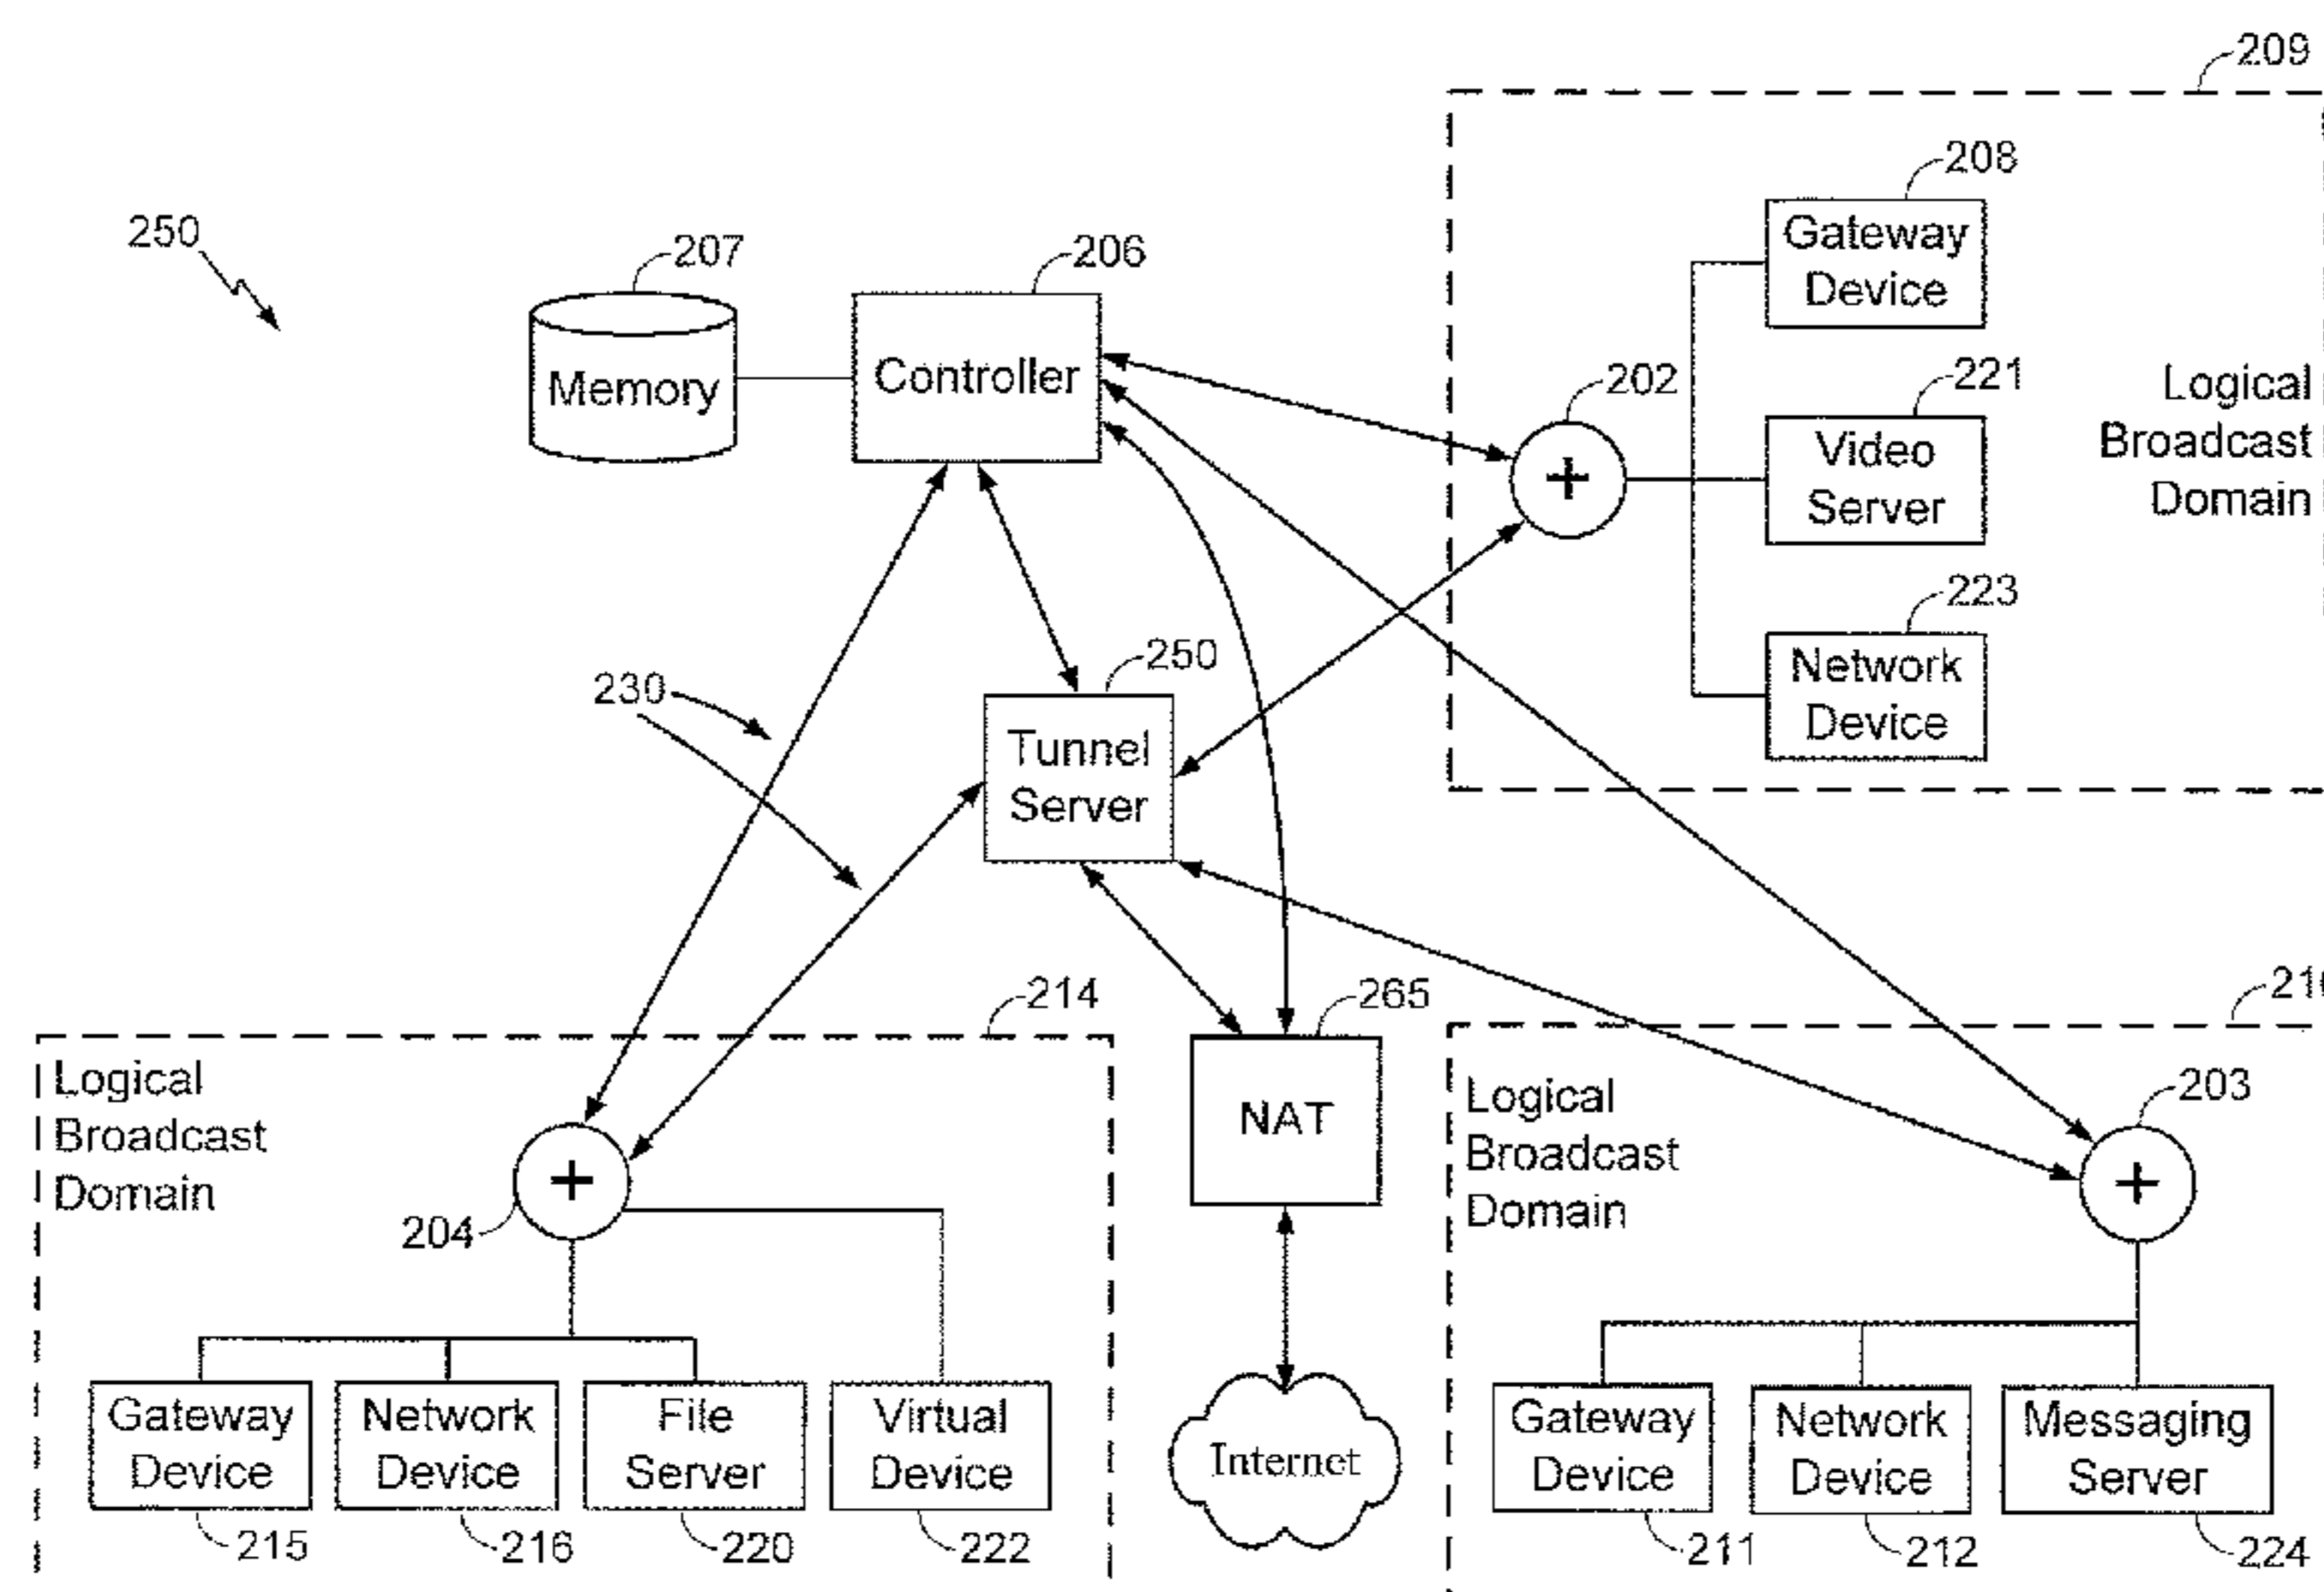 209
208
Gateway
Device
250
207
206
Memory
Controller
202
221
Video
Server
Logical
Broadcast
Domain
223
Network
Device
230
250
Tunnel
Server
214
265
Logical
Broadcast
Domain
NAT
Logical
Broadcast
Domain
203
204
Gateway
Device
Network
Device
File
Server
Virtual
Device
Internet
Gateway
Device
Network
Device
Messaging
Server
215
216
220
222
211
212
224